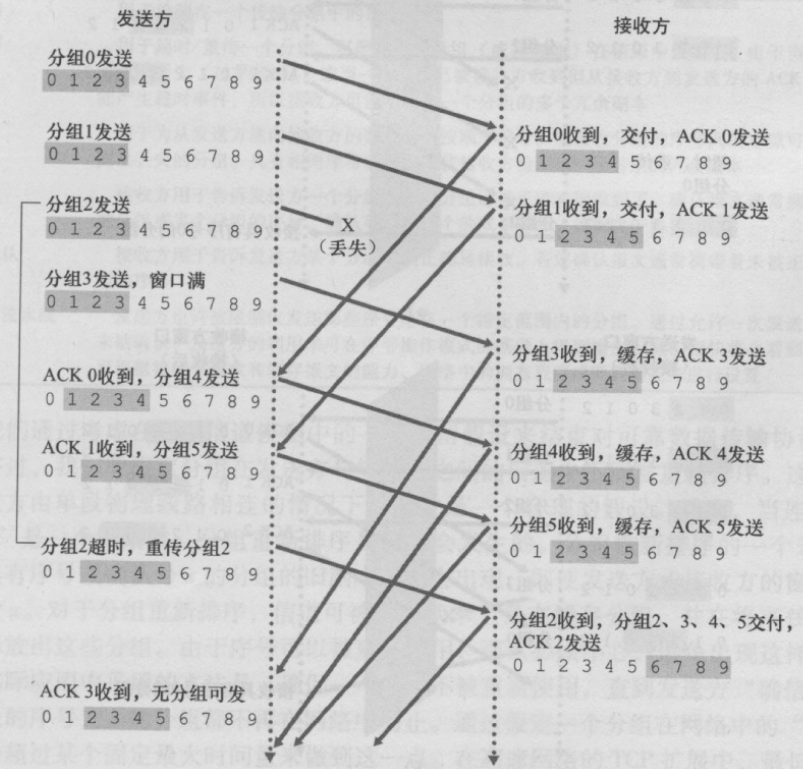 发送方
接收方
分组0发送
0 1 2 3 4 5 6 7 8 9
分组0收到，交付，ACK 0发送
0 1 2 3 4 5 6 7 8 9
分组1发送
0 1 2 3 4 5 6 7 8 9
分组1收到，交付，ACK 1发送
0 1 2 3 4 5 6 7 8 9
分组2发送
0 1 2 3 4 5 6 7 8 9
X
（丢失）
分组3发送，窗口满
0 1 2 3 4 5 6 7 8 9
分组3收到，缓存，ACK 3发送
0 1 2 3 4 5 6 7 8 9
ACK 0收到，分组4发送
0 1 2 3 4 5 6 7 8 9
分组4收到，缓存，ACK 4发送
0 1 2 3 4 5 6 7 8 9
ACK 1收到，分组5发送
0 1 2 3 4 5 6 7 8 9
分组5收到，缓存，ACK 5发送
0 1 2 3 4 5 6 7 8 9
分组2超时，重传分组2
0 1 2 3 4 5 6 7 8 9
分组2收到，分组2、3、4、5交付，
ACK 2发送
0 1 2 3 4 5 6 7 8 9
ACK 3收到，无分组可发
0 1 2 3 4 5 6 7 8 9